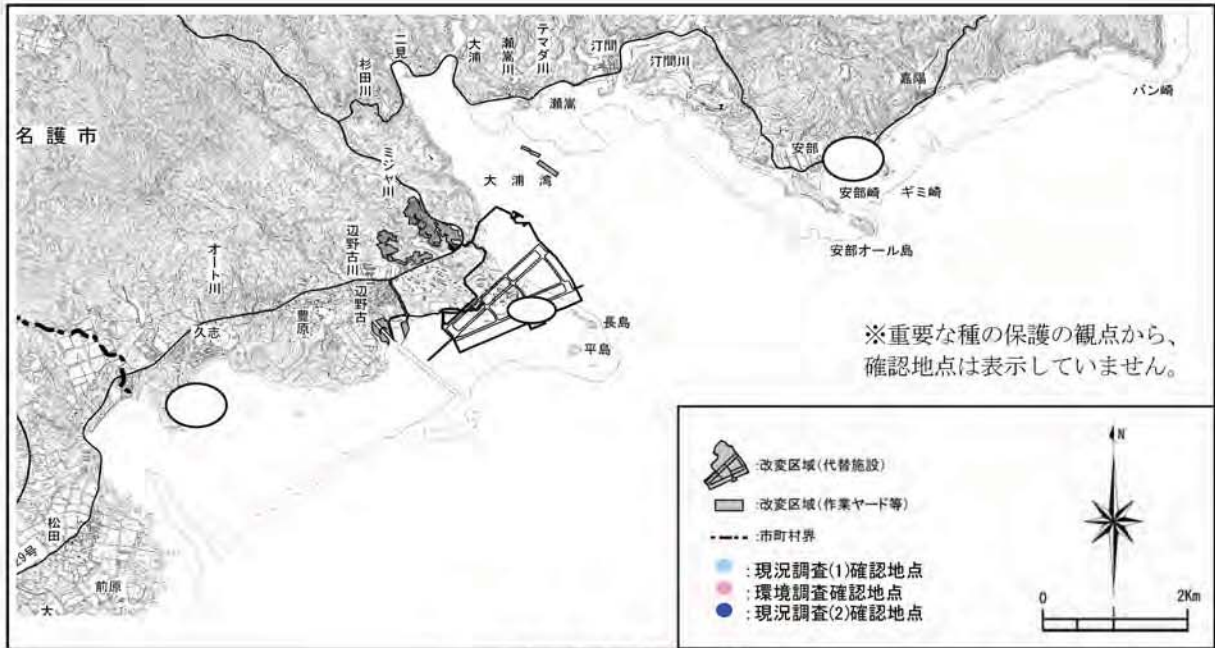 二見
大浦
瀬嵩川
テマダ川
汀間
汀間川
杉田川
瀬嵩
嘉陽
バン崎
名護市
ミジャ川
大浦湾
安部
安部崎
ギミ崎
安部オール島
オート川
辺野古川
辺野古
久志
豊原
長島
平島
※重要な種の保護の観点から、
確認地点は表示していません。
松田
前原
大
:改変区域(代替施設)
:改変区域(作業ヤード等)
:市町村界
:現況調査(1)確認地点
:環境調査確認地点
:現況調査(2)確認地点
N
0 2Km